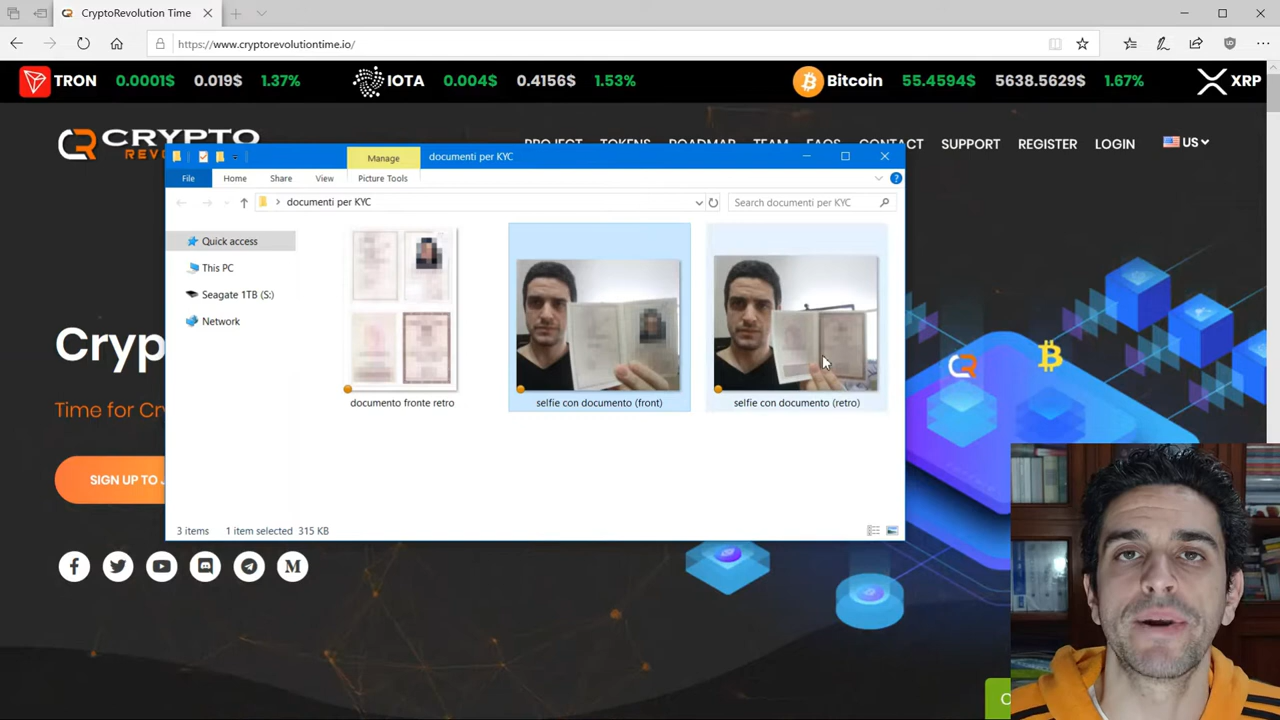 CryptoRevolution Time
https://www.cryptorevolutiontime.io/
TRON 0.0001$ 0.019$ 1.37% IOTA 0.004$ 0.4156$ 1.53% Bitcoin 55.4594$ 5638.5629$ 1.67% XRP
CRYPTO
PROJECT TOKENS ROADMAP TEAM FAQS CONTACT SUPPORT REGISTER LOGIN US
Manage documenti per KYC
File Home Share View Picture Tools
documenti per KYC Search documenti per KYC
Quick access
This PC
Seagate 1TB (S:)
Network
documento fronte retro selfie con documento (front) selfie con documento (retro)
3 items 1 item selected 315 KB
Cryp
Time for Cr
SIGN UP TO